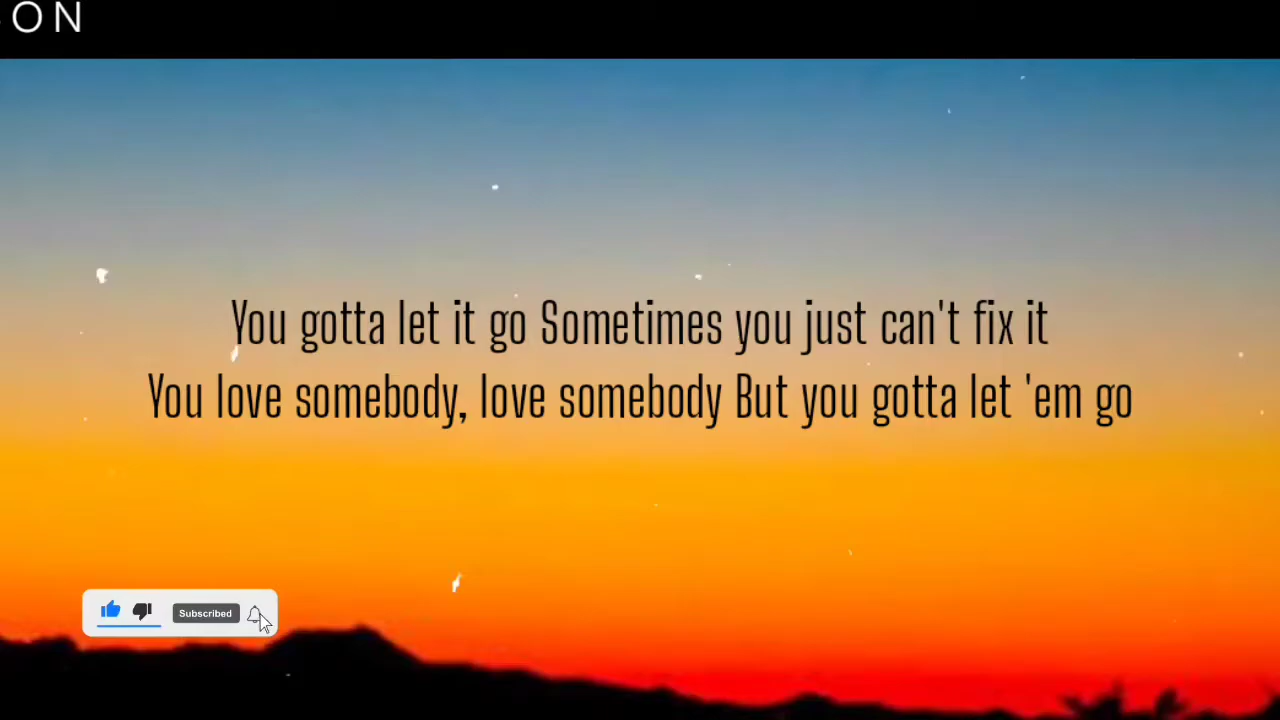 ON
You gotta let it go Sometimes you just can't fix it
You love somebody, love somebody But you gotta let 'em go
Subscribed